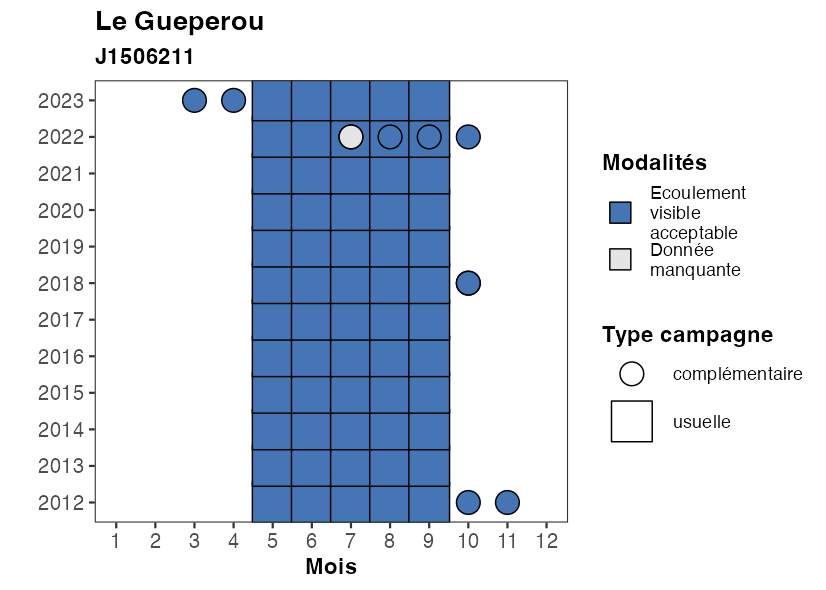 Le Gueperou
J1506211
2023
2022
2021
2020
2019
2018
2017
2016
2015
2014
2013
2012
1 2 3 4 5 6 7 8 9 10 11 12
Mois
Modalités
Ecoulement
visible
acceptable
Donnée
manquante
Type campagne
complémentaire
usuelle